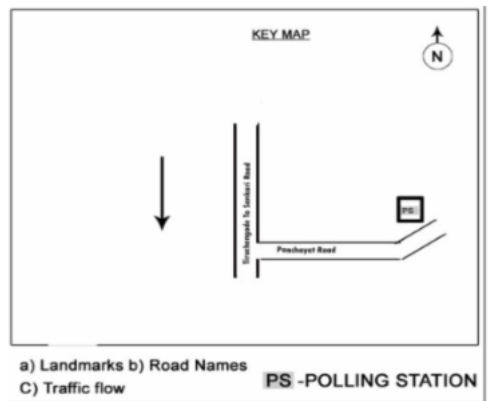 KEY MAP
N
Tiruchengode To Sankari Road
PS
Panchayat Road
a) Landmarks b) Road Names
C) Traffic flow
PS -POLLING STATION